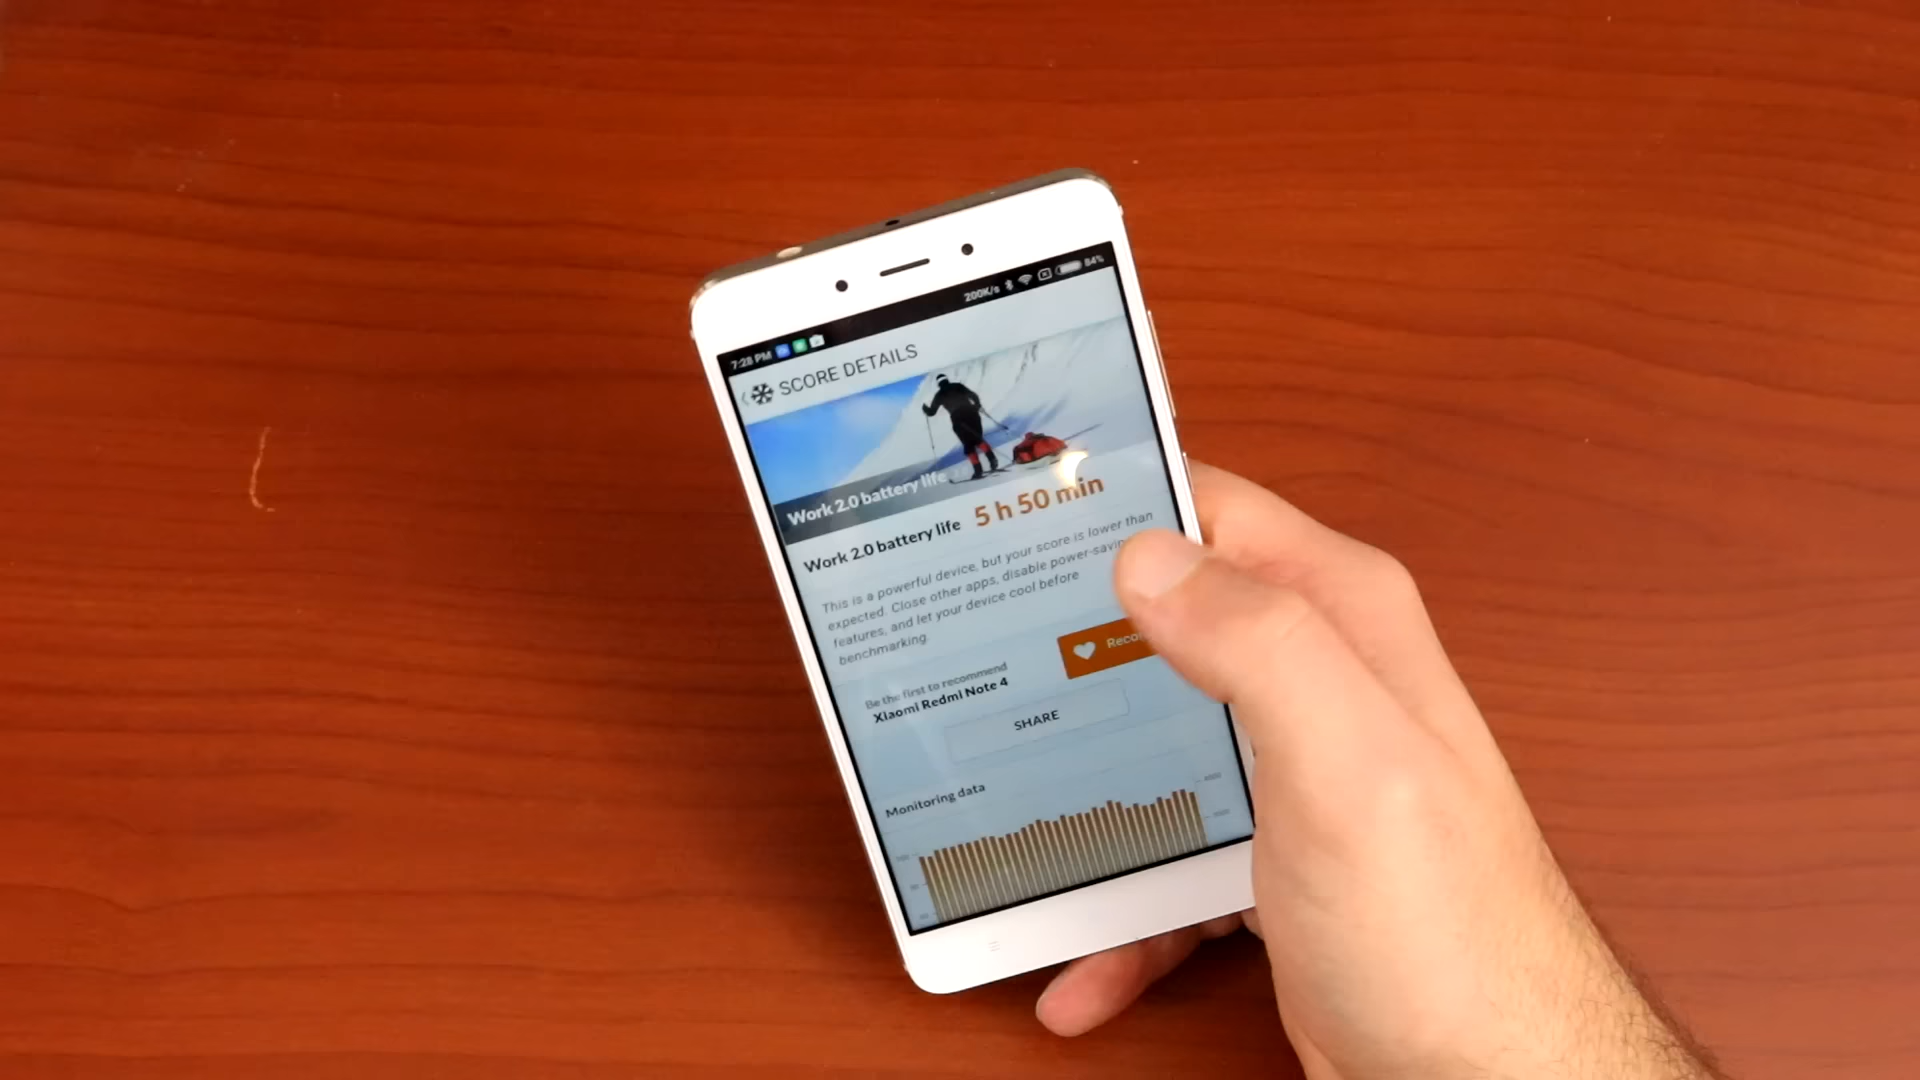 7:28 PM
200K/s
84%
SCORE DETAILS
Work 2.0 battery life
Work 2.0 battery life 5 h 50 min
This is a powerful device, but your score is lower than
expected. Close other apps, disable power-saving
features, and let your device cool before
benchmarking.
Be the first to recommend
Xiaomi Redmi Note 4
SHARE
Monitoring data